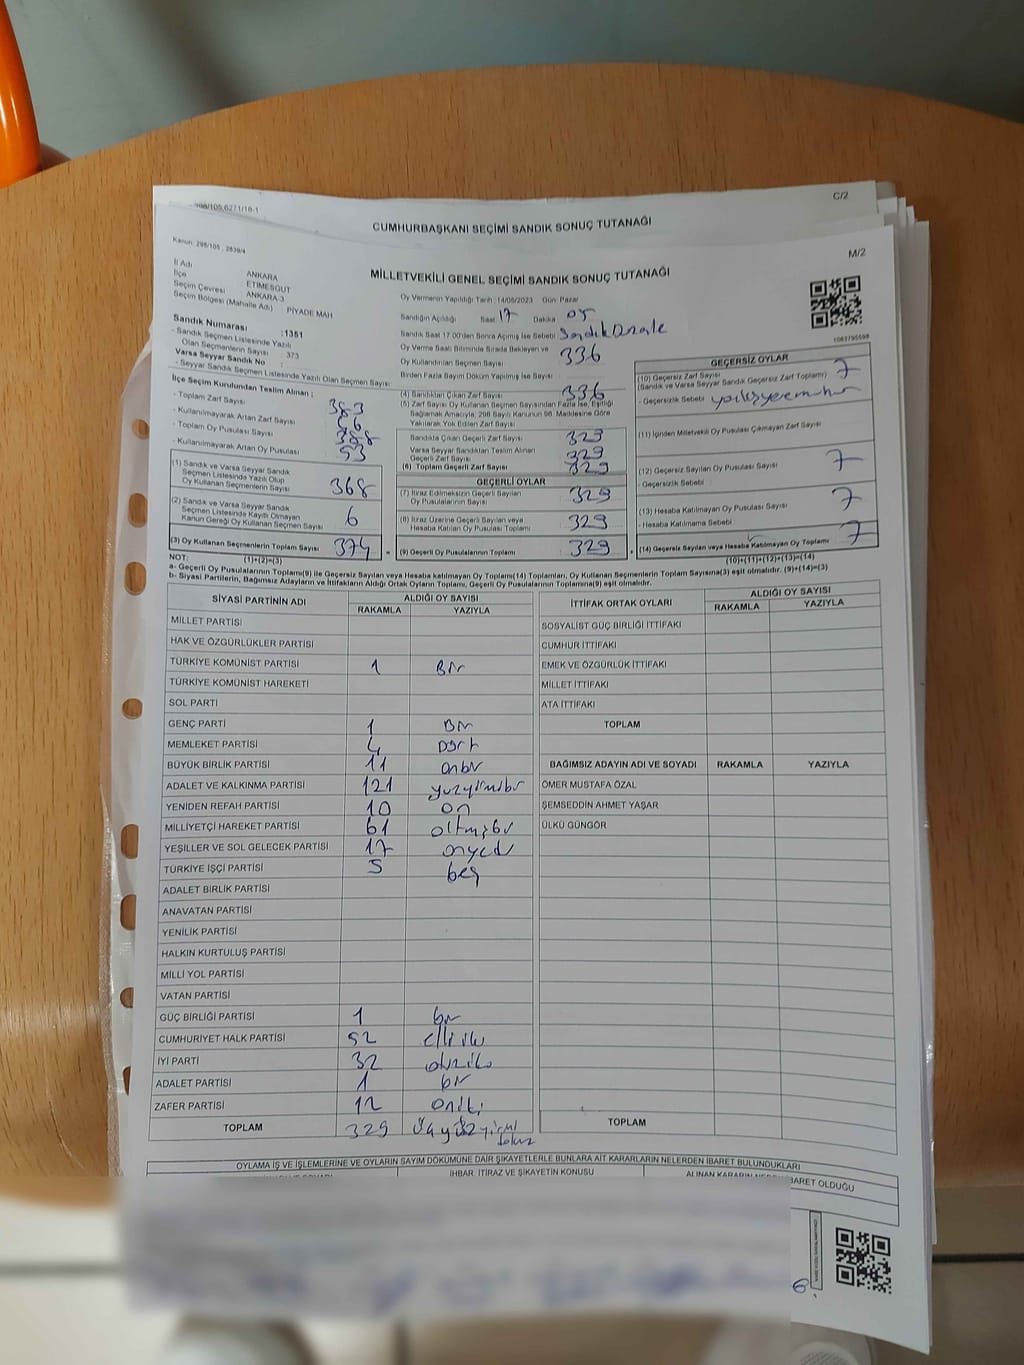 298/105,6271/16-1
C/2
CUMHURBAŞKANI SEÇİMİ SANDIK SONUÇ TUTANAĞI
Kanun: 298/105 ; 2839/4
M/2
MİLLETVEKİLİ GENEL SEÇİMİ SANDIK SONUÇ TUTANAĞI
İl Adı ANKARA
İlçe ETİMESGUT
Seçim Çevresi ANKARA-3
Seçim Bölgesi (Mahalle Adı) PİYADE MAH
Sandık Numarası :1351
- Sandık Seçmen Listesinde Yazılı
Olan Seçmenlerin Sayısı : 373
Varsa Seyyar Sandık No :
- Seyyar Sandık Seçmen Listesinde Yazılı Olan Seçmen Sayısı:
İlçe Seçim Kurulundan Teslim Alınan ;
- Toplam Zarf Sayısı 383
- Kullanılmayarak Artan Zarf Sayısı
- Toplam Oy Pusulası Sayısı
- Kullanılmayarak Artan Oy Pusulası 53
(1) Sandık ve Varsa Seyyar Sandık
Seçmen Listesinde Yazılı Olup
Oy Kullanan Seçmenlerin Sayısı 368
(2) Sandık ve Varsa Seyyar Sandık
Seçmen Listesinde Kayıtlı Olmayan
Kanun Gereği Oy Kullanan Seçmen Sayısı 6
(3) Oy Kullanan Seçmenlerin Toplam Sayısı 374
(1)+(2)=(3)
Oy Vermenin Yapıldığı Tarih :14/05/2023 Gün: Pazar
Sandığın Açıldığı Saat 17 Dakika 05
Sandık Saat 17:00'den Sonra Açılmış İse Sebebi
Oy Verme Saati Bitiminde Sırada Bekleyen ve
Oy Kullandırılan Seçmen Sayısı 336
Birden Fazla Sayım Döküm Yapılmış İse Sayısı :
(4) Sandıktan Çıkan Zarf Sayısı 336
(5) Zarf Sayısı Oy Kullanan Seçmen Sayısından Fazla İse, Eşitliği
Sağlamak Amacıyla, 298 Sayılı Kanunun 98. Maddesine Göre
Yakılarak Yok Edilen Zarf Sayısı
Sandıkta Çıkan Geçerli Zarf Sayısı 329
Varsa Seyyar Sandıktan Teslim Alınan
Geçerli Zarf Sayısı 329
(6) Toplam Geçerli Zarf Sayısı 329
GEÇERLİ OYLAR
(7) İtiraz Edilmeksizin Geçerli Sayılan
Oy Pusulalarının Sayısı 329
(8) İtiraz Üzerine Geçerli Sayılan veya
Hesaba Katılan Oy Pusulası Toplamı 329
(9) Geçerli Oy Pusulalarının Toplamı : 329
1083795598
GEÇERSİZ OYLAR
(10) Geçersiz Zarf Sayısı 7
(Sandık ve Varsa Seyyar Sandık Geçersiz Zarf Toplamı)
- Geçersizlik Sebebi
(11) İçinden Milletvekili Oy Pusulası Çıkmayan Zarf Sayısı
(12) Geçersiz Sayılan Oy Pusulası Sayısı 7
- Geçersizlik Sebebi :
(13) Hesaba Katılmayan Oy Pusulası Sayısı 7
- Hesaba Katılmama Sebebi
(14) Geçersiz Sayılan veya Hesaba Katılmayan Oy Toplamı 7
(10)+(11)+(12)+(13)=(14)
NOT:
a- Geçerli Oy Pusulalarının Toplamı(9) ile Geçersiz Sayılan veya Hesaba katılmayan Oy Toplamı(14) Toplamları, Oy Kullanan Seçmenlerin Toplam Sayısına(3) eşit olmalıdır. (9)+(14)=(3)
b- Siyasi Partilerin, Bağımsız Adayların ve İttifakların Aldığı Ortak Oyların Toplamı, Geçerli Oy Pusulalarının Toplamına(9) eşit olmalıdır.
SİYASİ PARTİNİN ADI ALDIĞI OY SAYISI
RAKAMLA YAZIYLA
MİLLET PARTİSİ
HAK VE ÖZGÜRLÜKLER PARTİSİ
TÜRKİYE KOMÜNİST PARTİSİ 1 Bir
TÜRKİYE KOMÜNİST HAREKETİ
SOL PARTİ
GENÇ PARTİ 1 Bir
MEMLEKET PARTİSİ 4 Dört
BÜYÜK BİRLİK PARTİSİ 11 onbir
ADALET VE KALKINMA PARTİSİ 121 yuzyirmibir
YENİDEN REFAH PARTİSİ 10 on
MİLLİYETÇİ HAREKET PARTİSİ 61 altmışbir
YEŞİLLER VE SOL GELECEK PARTİSİ 17 onyedi
TÜRKİYE İŞÇİ PARTİSİ 5 beş
ADALET BİRLİK PARTİSİ
ANAVATAN PARTİSİ
YENİLİK PARTİSİ
HALKIN KURTULUŞ PARTİSİ
MİLLİ YOL PARTİSİ
VATAN PARTİSİ
GÜÇ BİRLİĞİ PARTİSİ 1 bir
CUMHURİYET HALK PARTİSİ 52 elli iki
İYİ PARTİ 32 otuziki
ADALET PARTİSİ 1 bir
ZAFER PARTİSİ 12 oniki
TOPLAM 329 üçyüzyirmi dokuz
İTTİFAK ORTAK OYLARI ALDIĞI OY SAYISI
RAKAMLA YAZIYLA
SOSYALİST GÜÇ BİRLİĞİ İTTİFAKI
CUMHUR İTTİFAKI
EMEK VE ÖZGÜRLÜK İTTİFAKI
MİLLET İTTİFAKI
ATA İTTİFAKI
TOPLAM
BAĞIMSIZ ADAYIN ADI VE SOYADI RAKAMLA YAZIYLA
ÖMER MUSTAFA ÖZAL
ŞEMSEDDİN AHMET YAŞAR
ÜLKÜ GÜNGÖR
TOPLAM
OYLAMA İŞ VE İŞLEMLERİNE VE OYLARIN SAYIM DÖKÜMÜNE DAİR ŞİKAYETLERLE BUNLARA AİT KARARLARIN NELERDEN İBARET BULUNDUKLARI
İHBAR, İTİRAZ VE ŞİKAYETİN KONUSU
ALINAN KARARIN NEDEN İBARET OLDUĞU